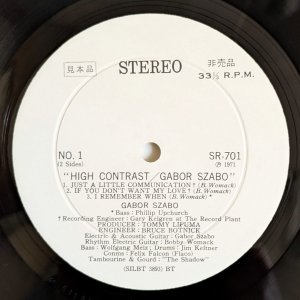 見本品
STEREO
非売品
33⅓ R.P.M.
NO. 1
(2 Sides)
SR-701
Ⓟ 1971
"HIGH CONTRAST／GABOR SZABO"
1. JUST A LITTLE COMMUNICATION† (B. Womack)
2. IF YOU DON'T WANT MY LOVE† (B. Womack)
3. I REMEMBER WHEN* (B. Womack)
GABOR SZABO
* Bass : Phillip Upchurch
† Recording Engineer : Gary Kelgren at The Record Plant
PRODUCER : TOMMY LIPUMA
ENGINEER : BRUCE BOTNICK
Electric & Acoustic Guitar : Gabor Szabo
Rhythm Electric Guitar : Bobby Womack
Bass : Wolfgang Melz ; Drums : Jim Keltner
Conras : Felix Falcon (Flaco)
Tambourine & Gourd : "The Shadow"
(SILBT 3893) BT